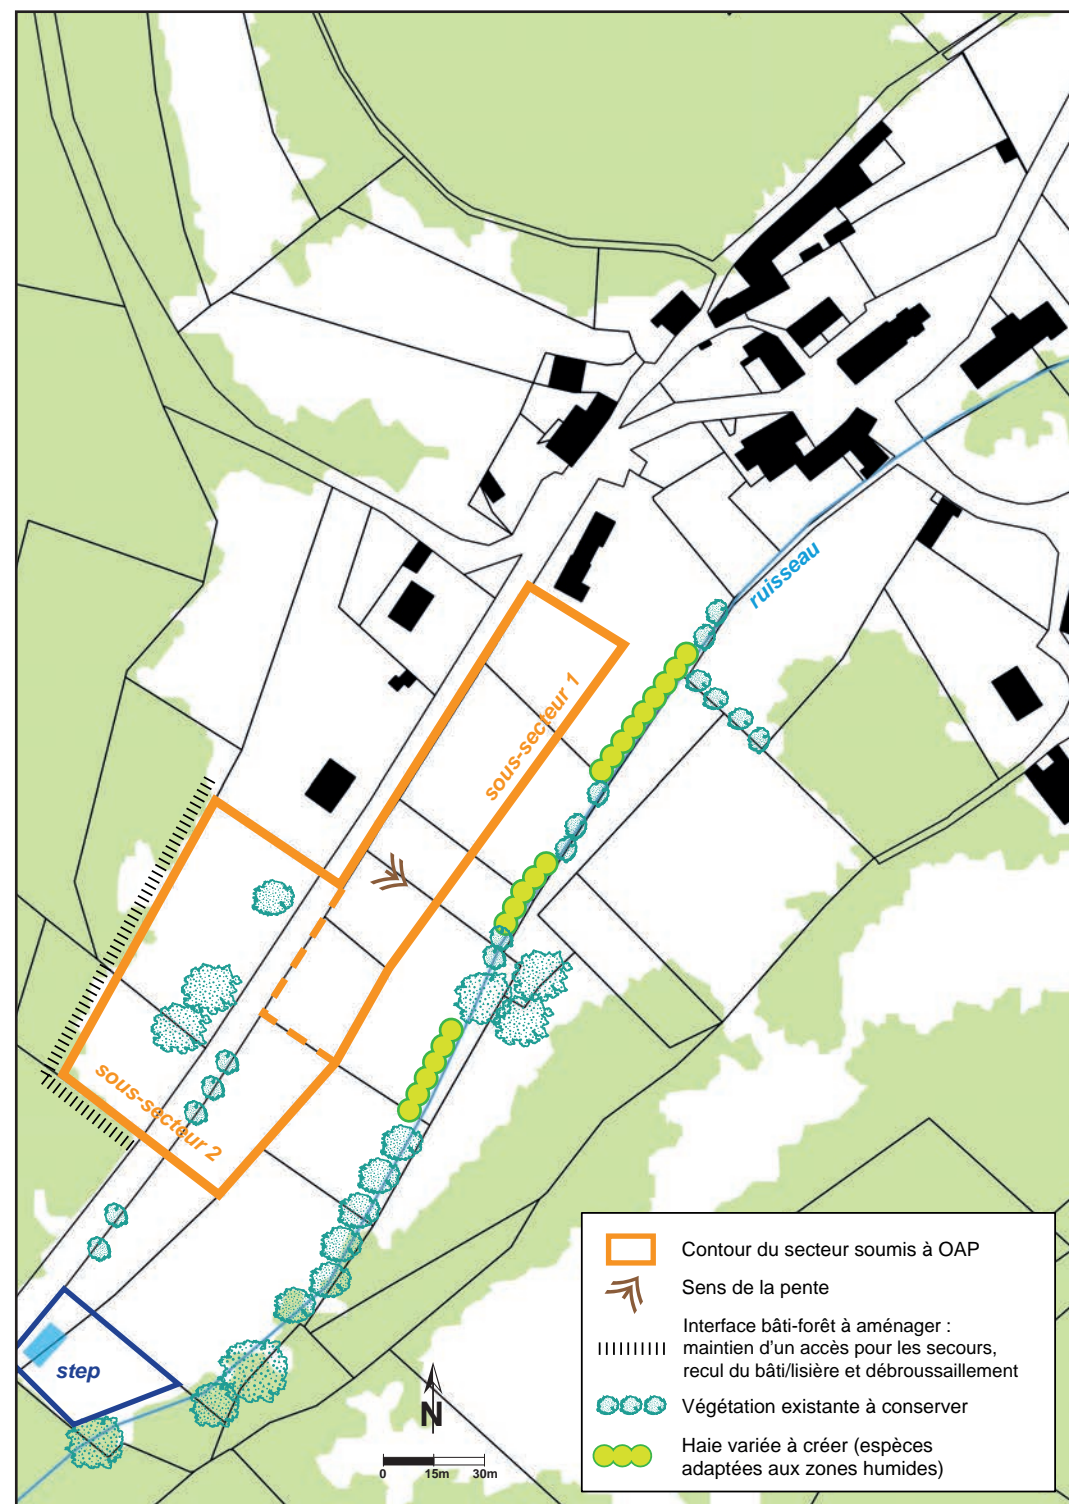 ruisseau
sous-secteur 1
sous-secteur 2
step
N
0 15m 30m
Contour du secteur soumis à OAP
Sens de la pente
Interface bâti-forêt à aménager :
maintien d'un accès pour les secours,
recul du bâti/lisière et débroussaillement
Végétation existante à conserver
Haie variée à créer (espèces
adaptées aux zones humides)